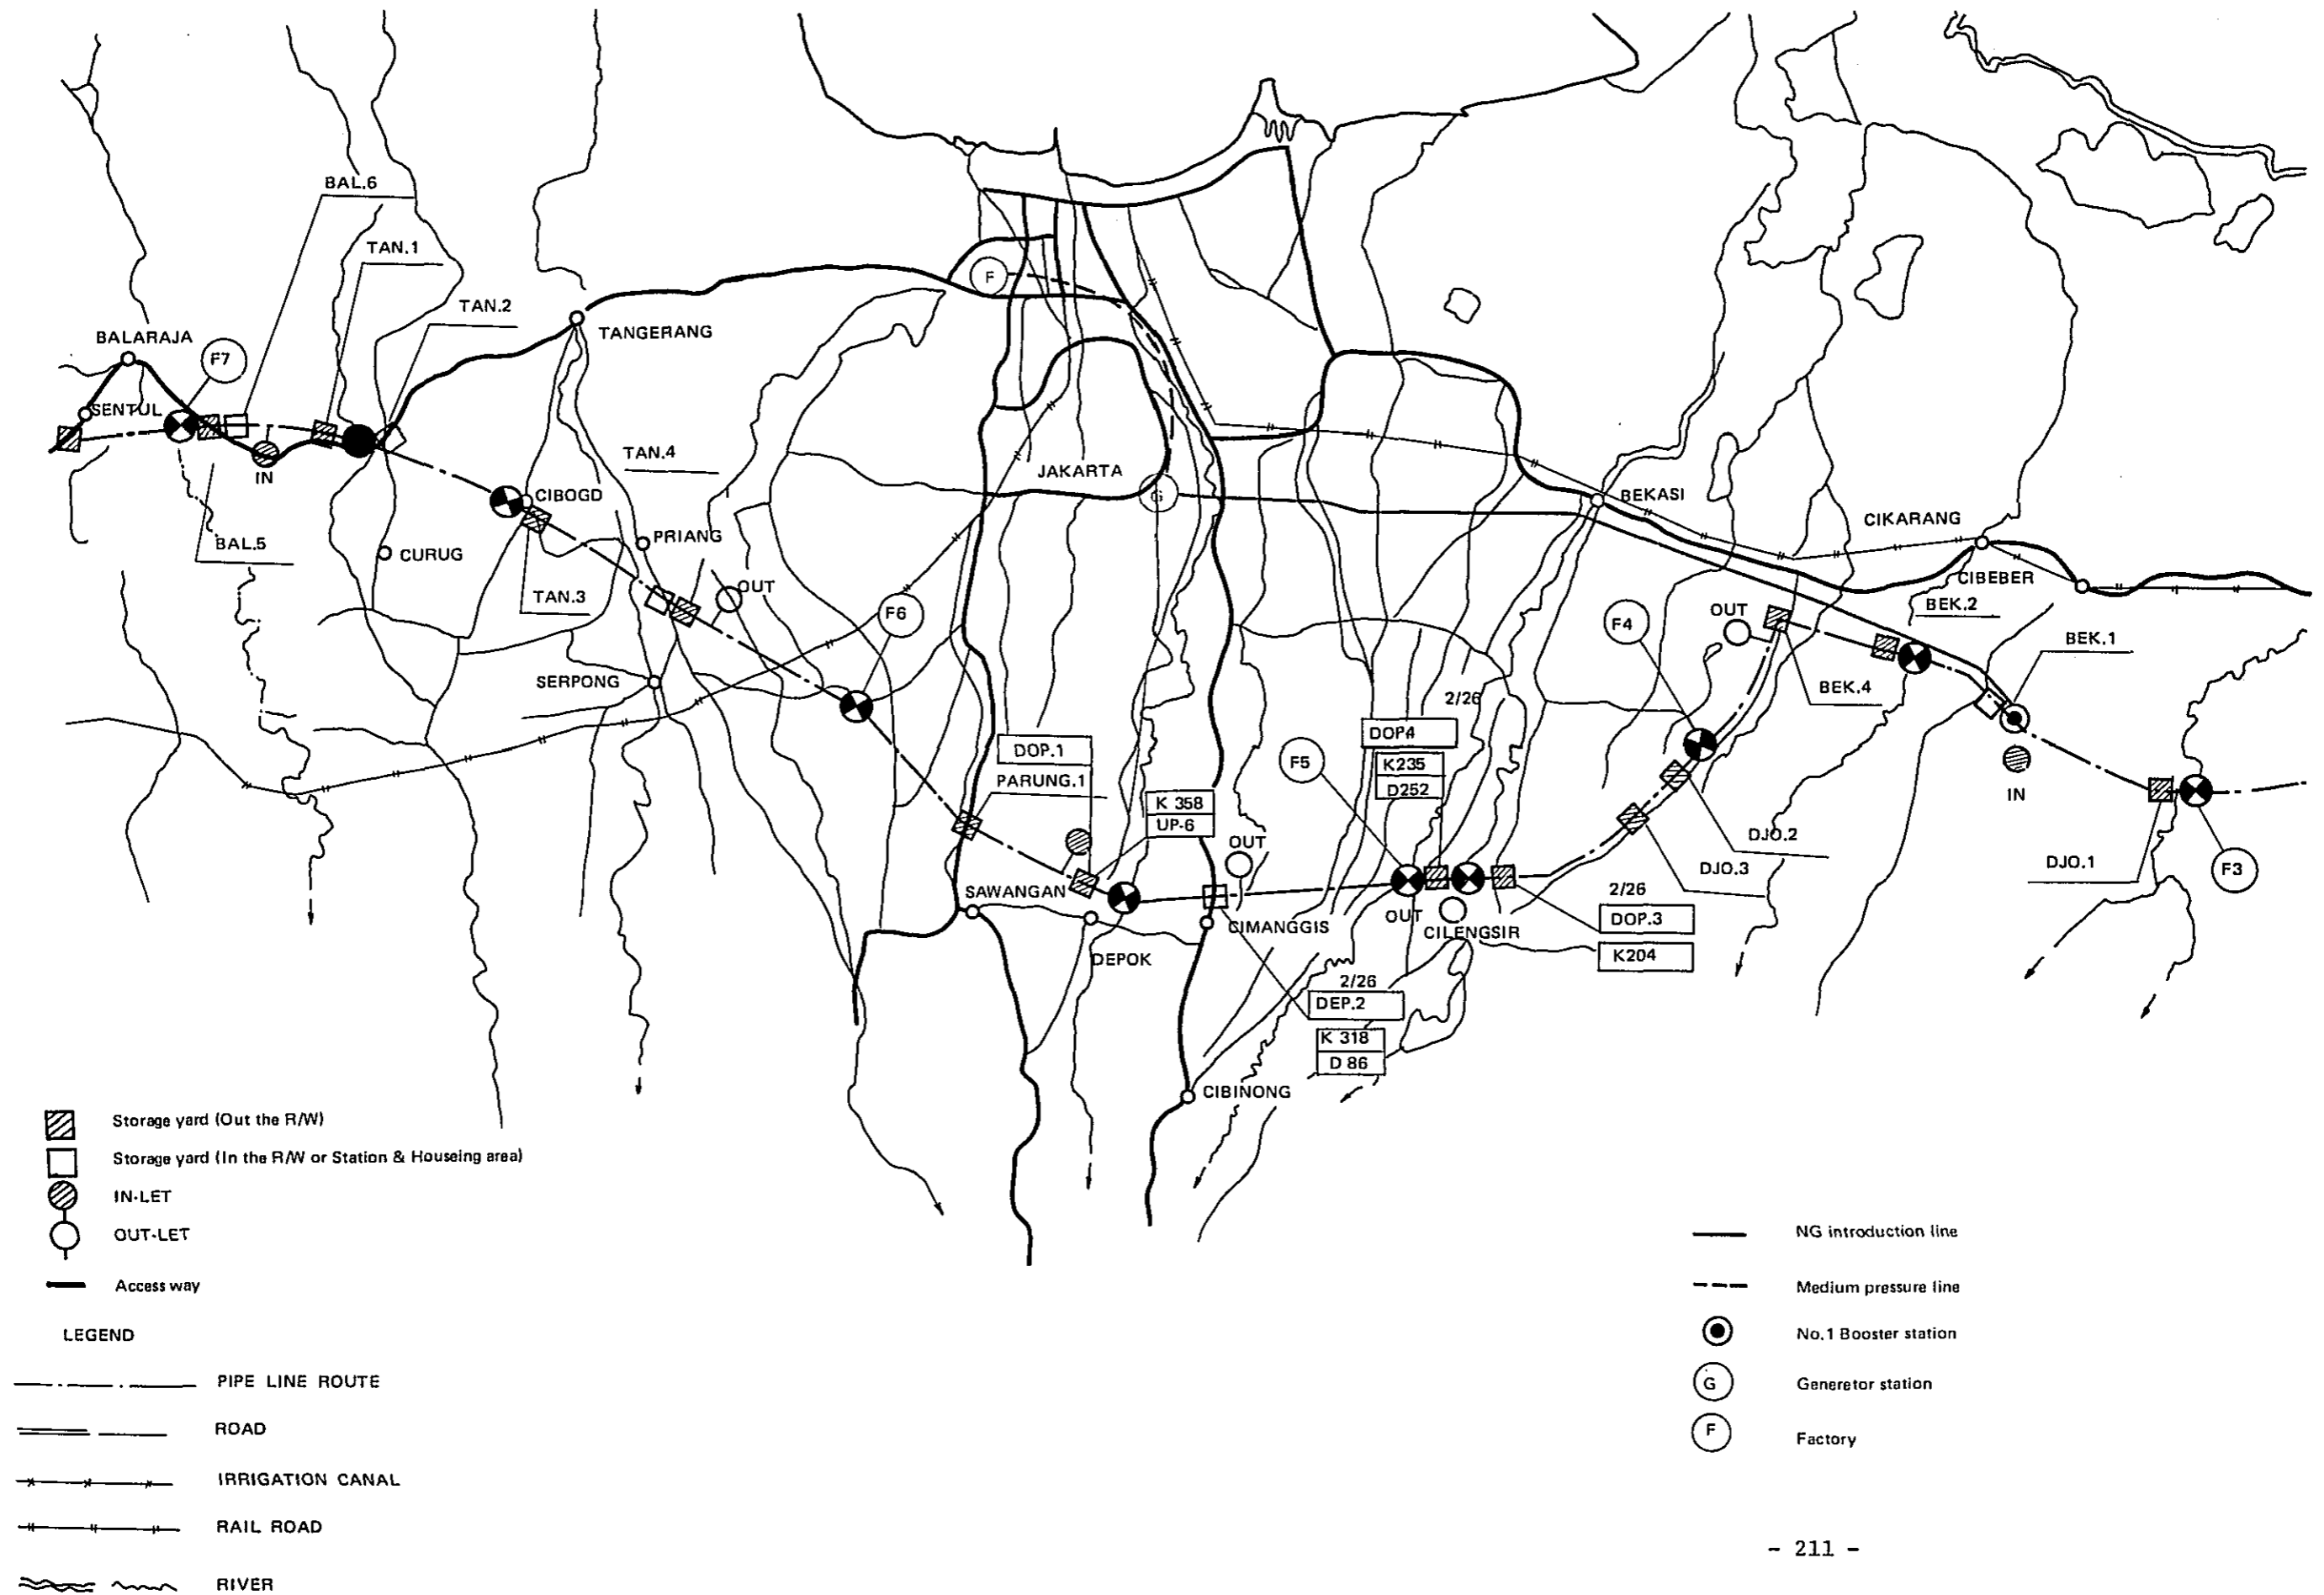 BAL.6
TAN.1
TAN.2
F
TANGERANG
BALARAJA
F7
SENTUL
TAN.4
JAKARTA
IN
G
CIBOGD
BEKASI
CIKARANG
BAL.5
CURUG
PRIANG
CIBEBER
TAN.3
OUT
F6
F4
OUT
BEK.2
BEK.1
SERPONG
BEK.4
2/26
DOP4
DOP.1
F5
K235
PARUNG.1
D252
K 358
UP-6
IN
OUT
DJO.2
DJO.3
DJO.1
F3
SAWANGAN
2/26
OUT
CIMANGGIS
CILENGSIR
DOP.3
DEPOK
K204
2/26
DEP.2
K 318
D 86
CIBINONG
Storage yard (Out the R/W)
Storage yard (In the R/W or Station & Houseing area)
IN-LET
OUT-LET
Access way
LEGEND
PIPE LINE ROUTE
ROAD
IRRIGATION CANAL
RAIL ROAD
RIVER
NG introduction line
Medium pressure line
No.1 Booster station
G
Generetor station
F
Factory
- 211 -